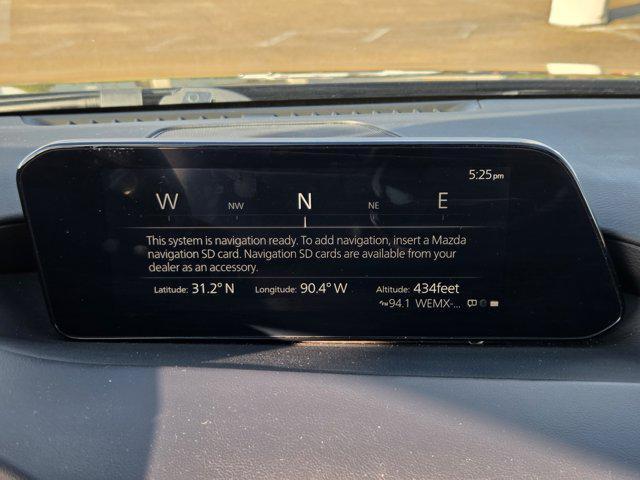 5:25pm
W NW N NE E
This system is navigation ready. To add navigation, insert a Mazda
navigation SD card. Navigation SD cards are available from your
dealer as an accessory.
Latitude: 31.2° N Longitude: 90.4° W Altitude: 434feet
94.1 WEMX-...